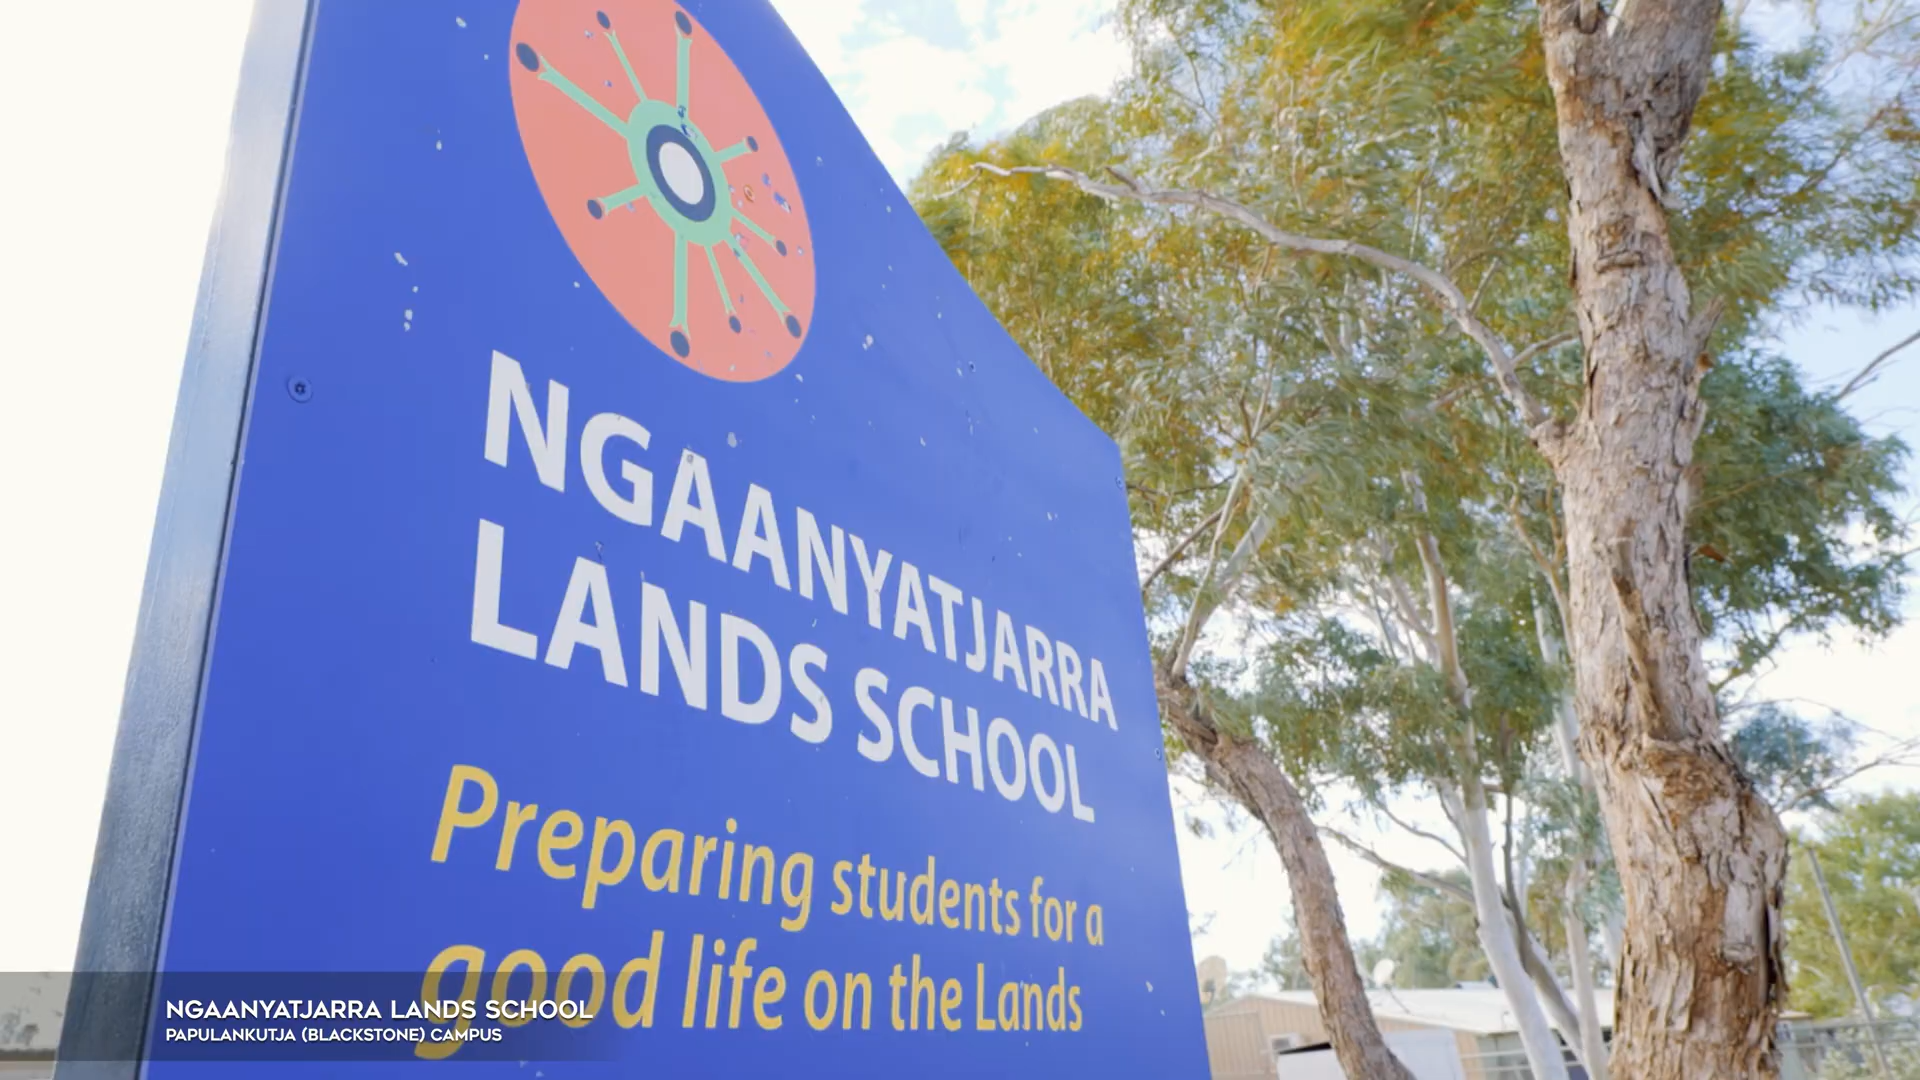 NGAANYATJARRA
LANDS SCHOOL
Preparing students for a
good life on the Lands
NGAANYATJARRA LANDS SCHOOL
PAPULANKUTJA (BLACKSTONE) CAMPUS